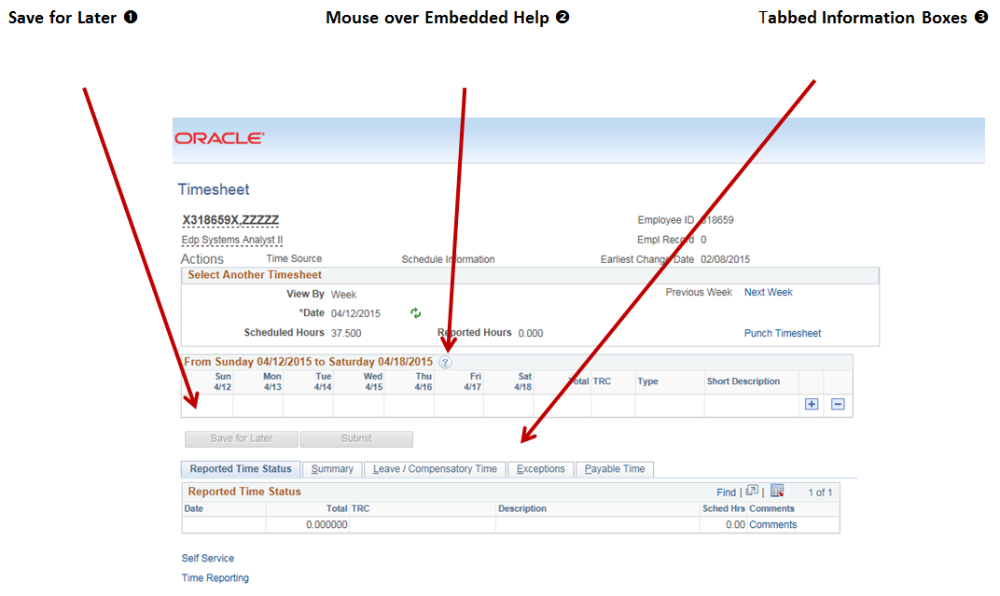 Save for Later ❶ Mouse over Embedded Help ❷ Tabbed Information Boxes ❸
ORACLE
Timesheet
X318659X,ZZZZZ Employee ID 318659
Edp Systems Analyst II Empl Record 0
Actions Time Source Schedule Information Earliest Change Date 02/08/2015
Select Another Timesheet
View By Week Previous Week Next Week
*Date 04/12/2015
Scheduled Hours 37.500 Reported Hours 0.000 Punch Timesheet
From Sunday 04/12/2015 to Saturday 04/18/2015 ?
Sun Mon Tue Wed Thu Fri Sat Total TRC Type Short Description
4/12 4/13 4/14 4/15 4/16 4/17 4/18
+ −
Save for Later Submit
Reported Time Status Summary Leave / Compensatory Time Exceptions Payable Time
Reported Time Status Find | | 1 of 1
Date Total TRC Description Sched Hrs Comments
0.000000 0.00 Comments
Self Service
Time Reporting